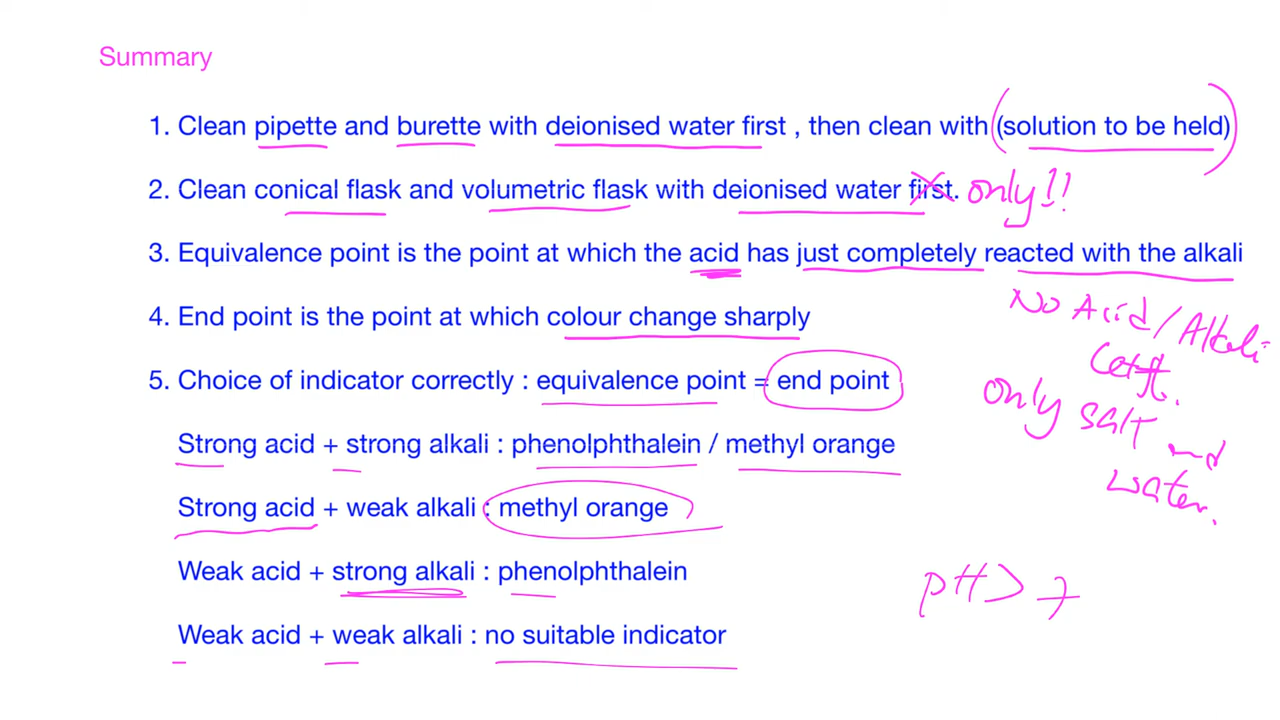 Summary
1. Clean pipette and burette with deionised water first , then clean with (solution to be held)
2. Clean conical flask and volumetric flask with deionised water first. only!!
3. Equivalence point is the point at which the acid has just completely reacted with the alkali
No Acid/Alkali
Left.
only salt and
water.
4. End point is the point at which colour change sharply
5. Choice of indicator correctly : equivalence point = end point
Strong acid + strong alkali : phenolphthalein / methyl orange
Strong acid + weak alkali : methyl orange
Weak acid + strong alkali : phenolphthalein
pH > 7
Weak acid + weak alkali : no suitable indicator